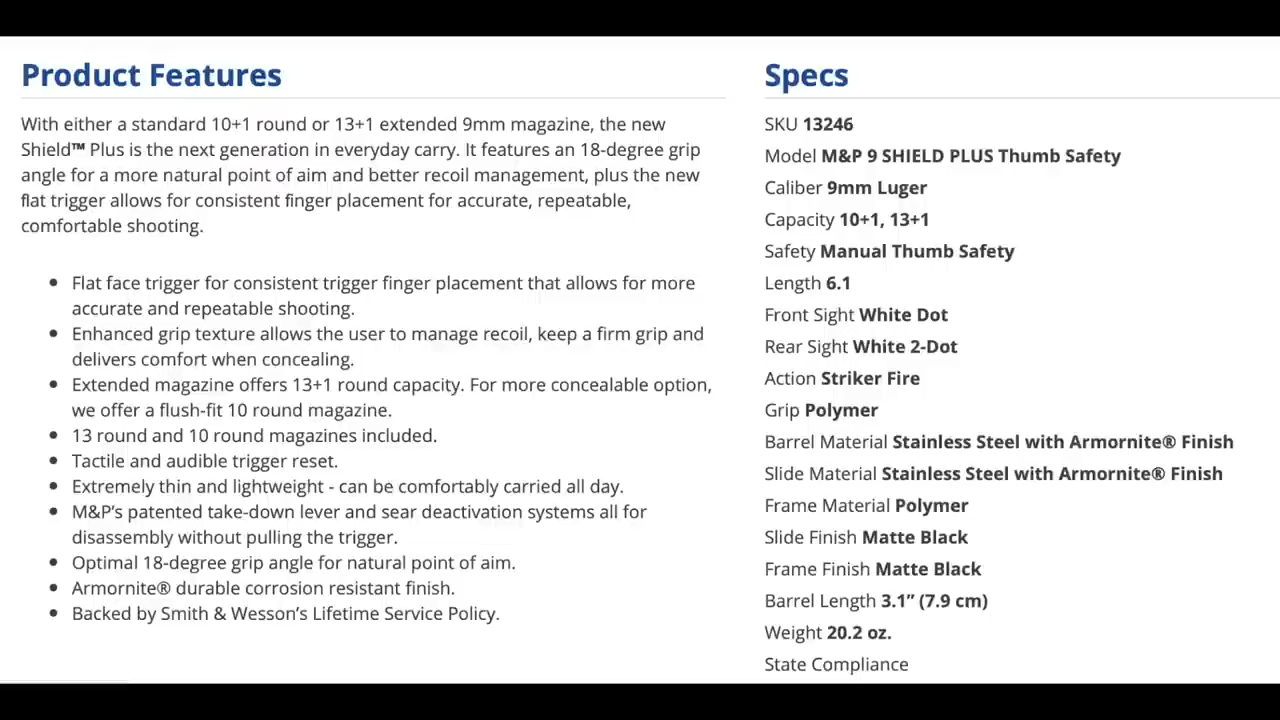 Product Features
With either a standard 10+1 round or 13+1 extended 9mm magazine, the new
Shield™ Plus is the next generation in everyday carry. It features an 18-degree grip
angle for a more natural point of aim and better recoil management, plus the new
flat trigger allows for consistent finger placement for accurate, repeatable,
comfortable shooting.
• Flat face trigger for consistent trigger finger placement that allows for more
accurate and repeatable shooting.
• Enhanced grip texture allows the user to manage recoil, keep a firm grip and
delivers comfort when concealing.
• Extended magazine offers 13+1 round capacity. For more concealable option,
we offer a flush-fit 10 round magazine.
• 13 round and 10 round magazines included.
• Tactile and audible trigger reset.
• Extremely thin and lightweight - can be comfortably carried all day.
• M&P's patented take-down lever and sear deactivation systems all for
disassembly without pulling the trigger.
• Optimal 18-degree grip angle for natural point of aim.
• Armornite® durable corrosion resistant finish.
• Backed by Smith & Wesson's Lifetime Service Policy.
Specs
SKU 13246
Model M&P 9 SHIELD PLUS Thumb Safety
Caliber 9mm Luger
Capacity 10+1, 13+1
Safety Manual Thumb Safety
Length 6.1
Front Sight White Dot
Rear Sight White 2-Dot
Action Striker Fire
Grip Polymer
Barrel Material Stainless Steel with Armornite® Finish
Slide Material Stainless Steel with Armornite® Finish
Frame Material Polymer
Slide Finish Matte Black
Frame Finish Matte Black
Barrel Length 3.1” (7.9 cm)
Weight 20.2 oz.
State Compliance